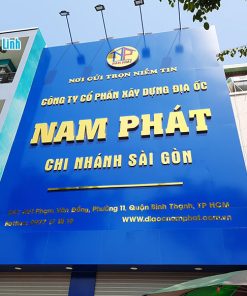 Linh
NP
NƠI GỬI TRỌN NIỀM TIN
CÔNG TY CỔ PHẦN XÂY DỰNG ĐỊA ỐC
NAM PHÁT
CHI NHÁNH SÀI GÒN
Phạm Văn Đồng, Phường 11, Quận Bình Thạnh, TP HCM
www.diaocnamphat.com.vn